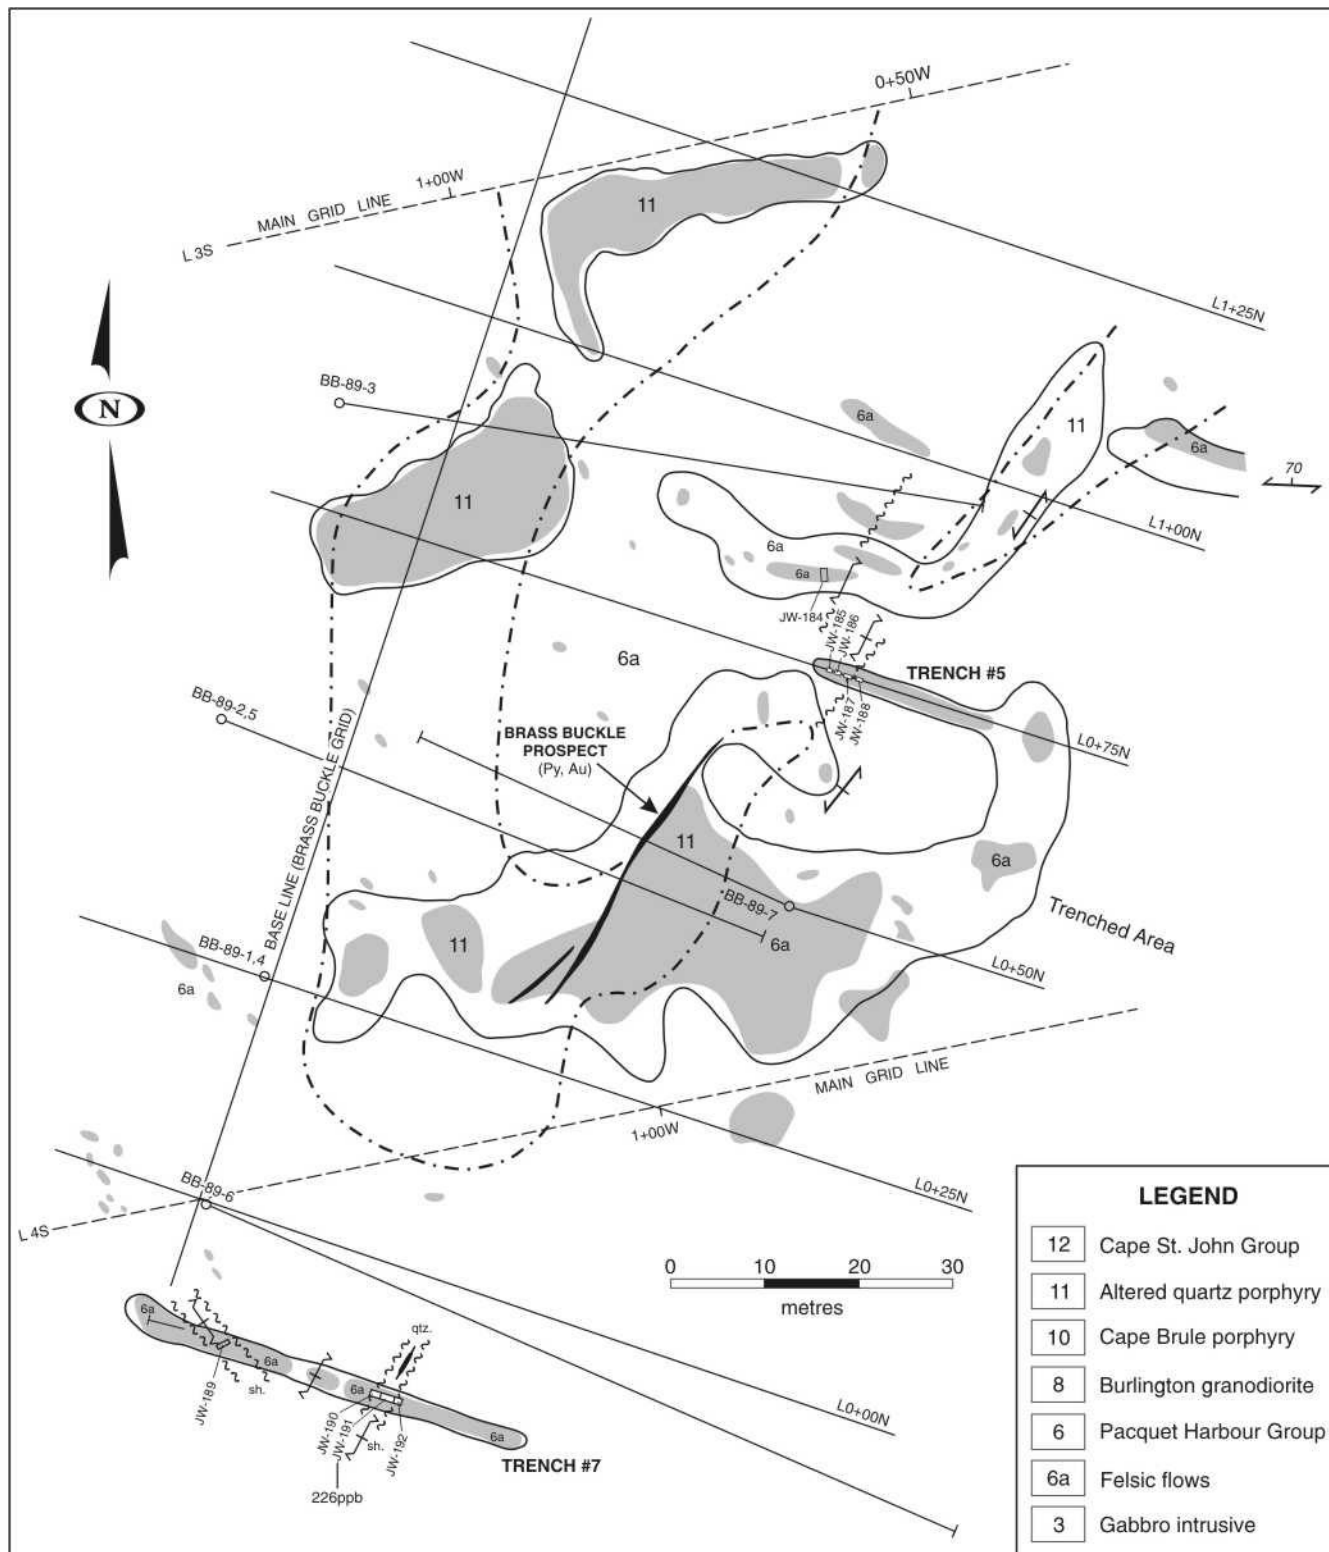 0+50W
1+00W
MAIN GRID LINE
L 3S
11
L1+25N
N
BB-89-3
6a
11
6a
70
11
L1+00N
6a
6a
JW-184
JW-185
JW-186
6a
TRENCH #5
BB-89-2,5
JW-187
JW-188
BRASS BUCKLE
PROSPECT
(Py, Au)
L0+75N
BASE LINE (BRASS BUCKLE GRID)
11
6a
BB-89-7
Trenched Area
6a
11
BB-89-1,4
L0+50N
6a
MAIN GRID LINE
1+00W
BB-89-6
L0+25N
L 4S
0 10 20 30
metres
6a
qtz.
6a
sh.
6a
JW-189
JW-190
JW-191
JW-192
sh.
6a
L0+00N
TRENCH #7
226ppb
LEGEND
12 Cape St. John Group
11 Altered quartz porphyry
10 Cape Brule porphyry
8 Burlington granodiorite
6 Pacquet Harbour Group
6a Felsic flows
3 Gabbro intrusive